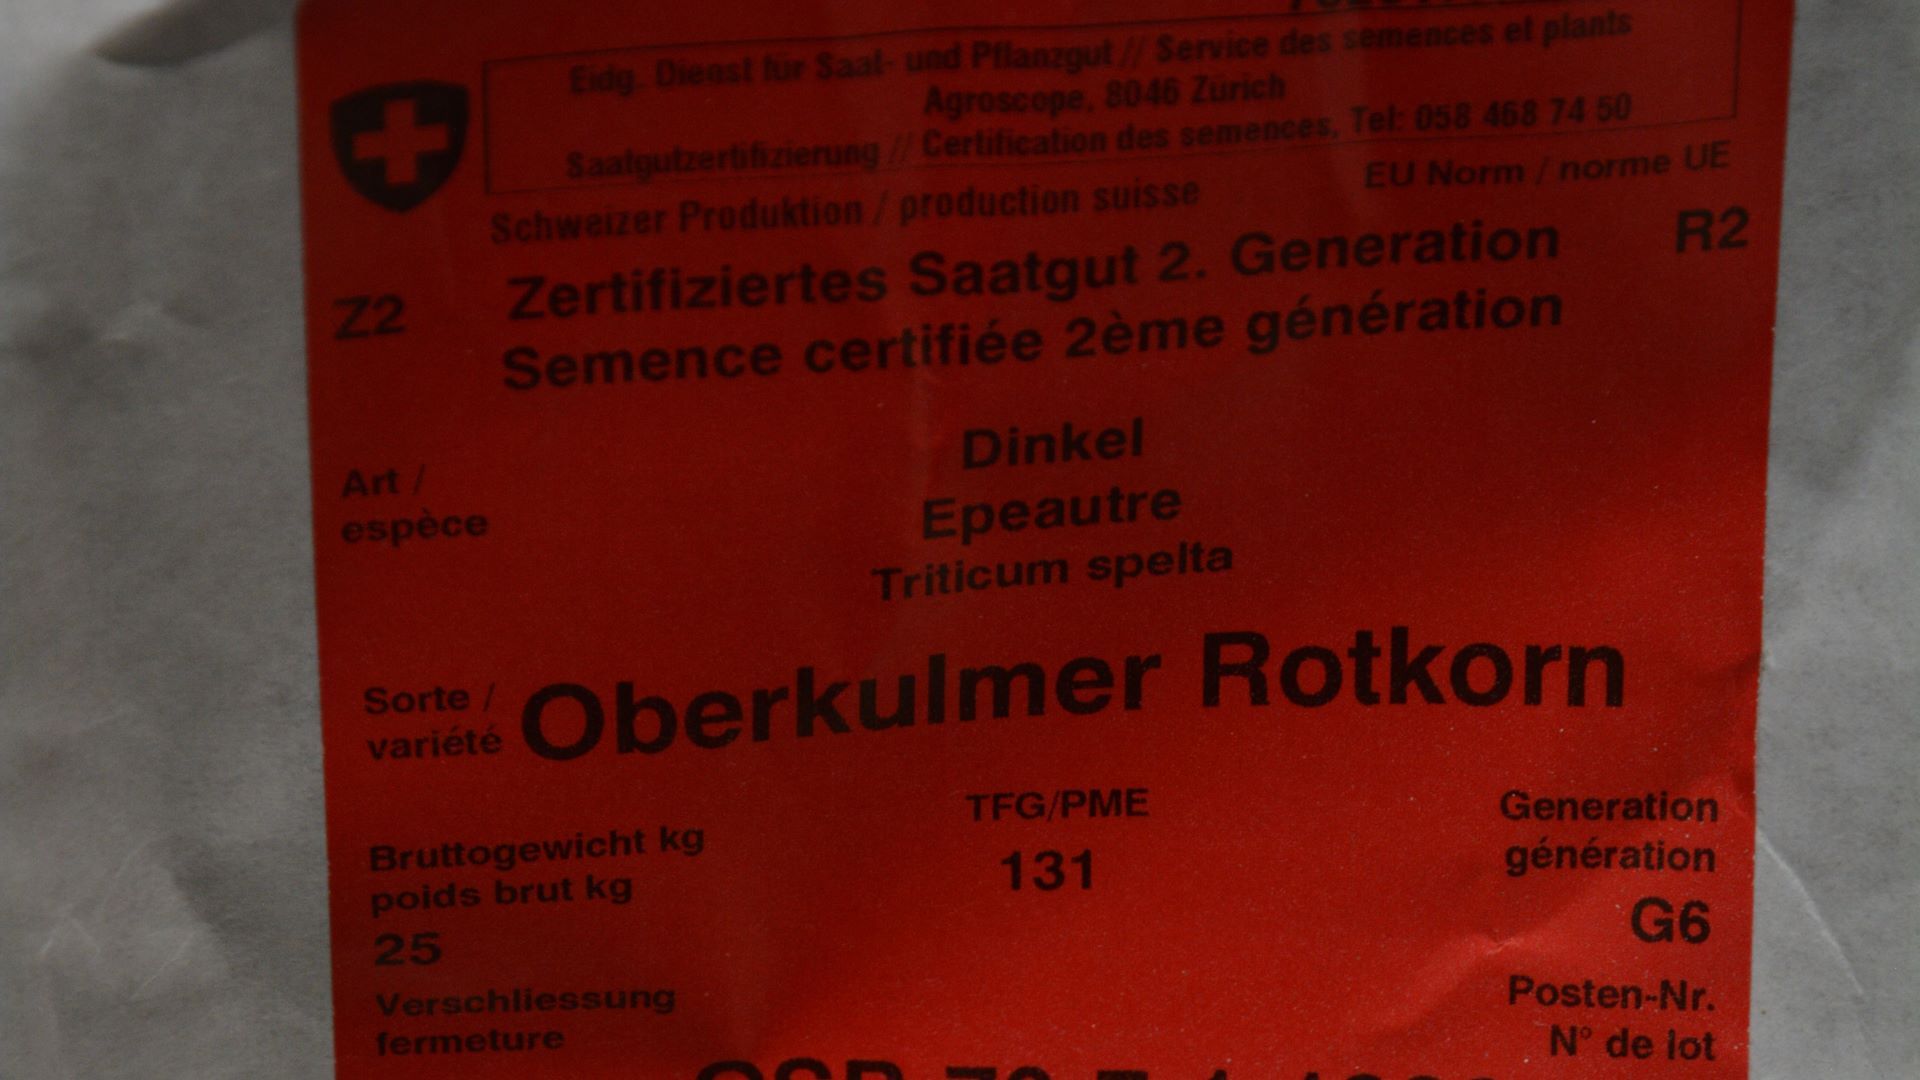 Eidg. Dienst für Saat- und Pflanzgut // Service des semences et plants
Agroscope, 8046 Zürich
Saatgutzertifizierung // Certification des semences, Tel: 058 468 74 50
Schweizer Produktion / production suisse
EU Norm / norme UE
Z2
Zertifiziertes Saatgut 2. Generation
R2
Semence certifiée 2ème génération
Art /
espèce
Dinkel
Epeautre
Triticum spelta
Sorte /
variété
Oberkulmer Rotkorn
Bruttogewicht kg
poids brut kg
25
TFG/PME
131
Generation
génération
G6
Verschliessung
fermeture
Posten-Nr.
N° de lot